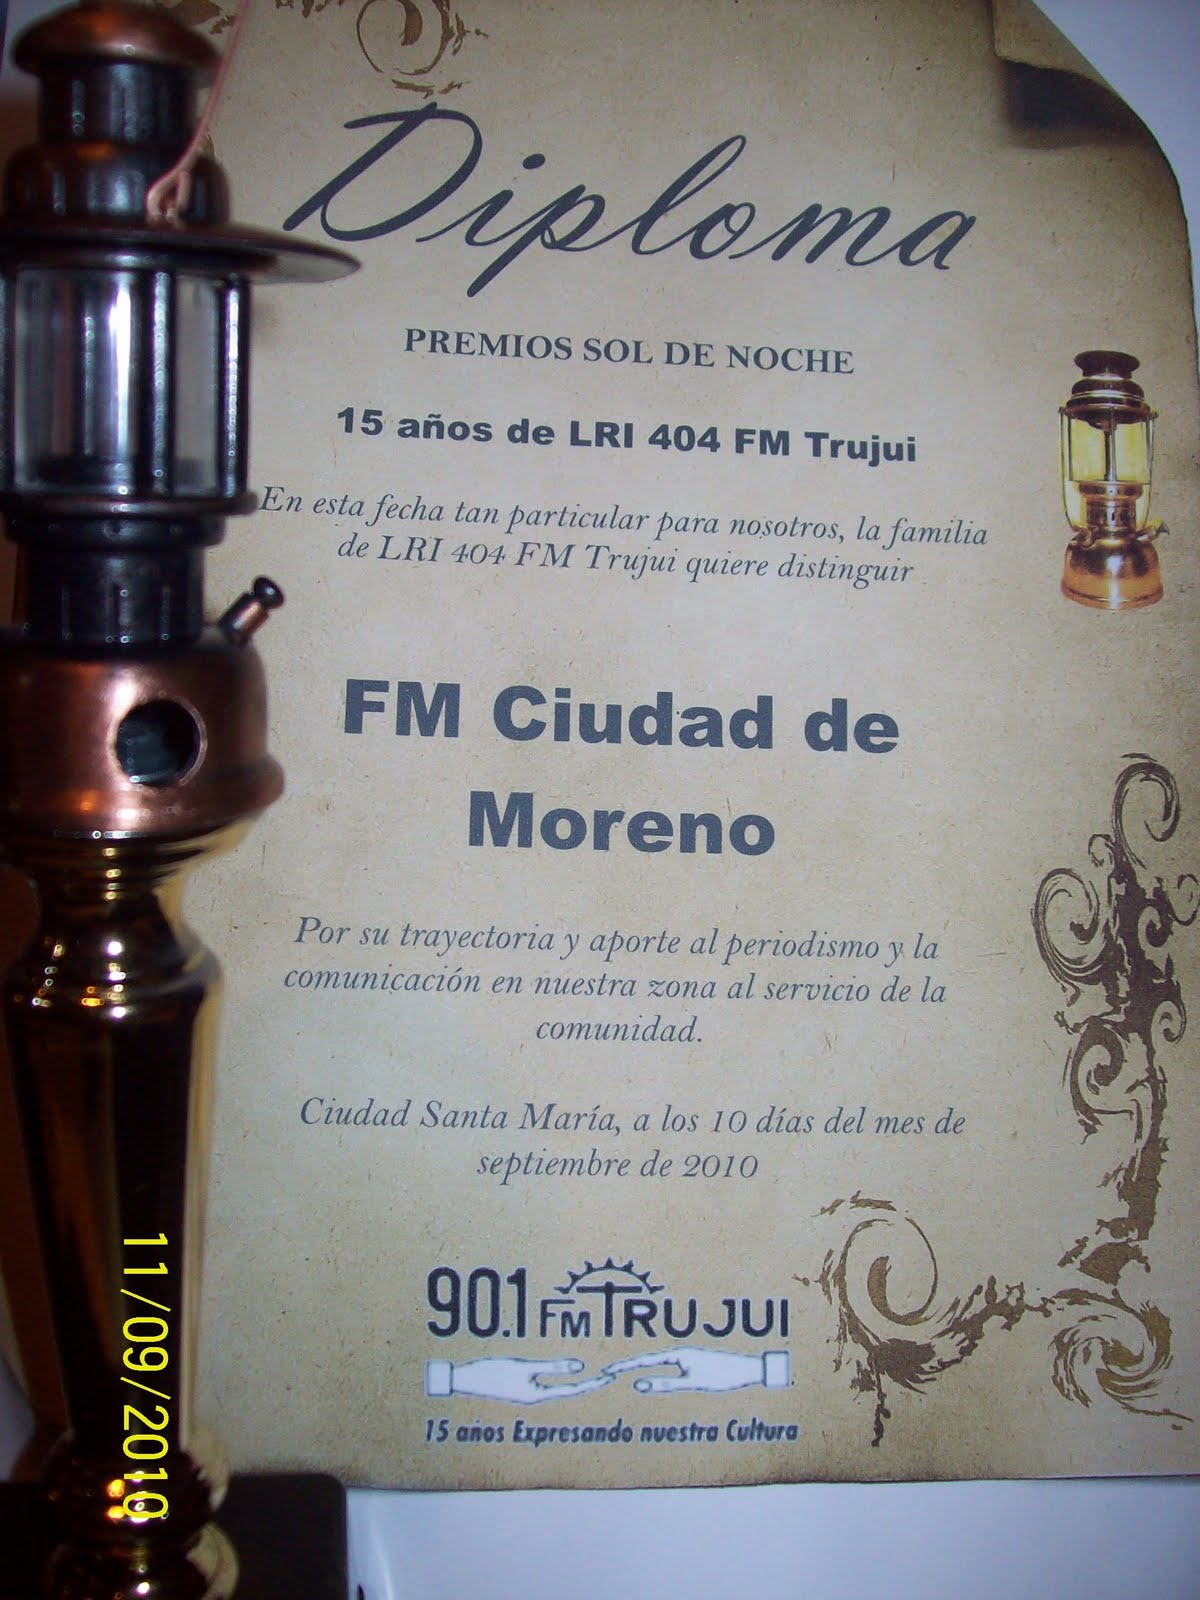 Diploma
PREMIOS SOL DE NOCHE
15 años de LRI 404 FM Trujui
En esta fecha tan particular para nosotros, la familia
de LRI 404 FM Trujui quiere distinguir
FM Ciudad de
Moreno
Por su trayectoria y aporte al periodismo y la
comunicación en nuestra zona al servicio de la
comunidad.
Ciudad Santa María, a los 10 días del mes de
septiembre de 2010
90.1 FM TRUJUI
15 años Expresando nuestra Cultura
11/09/2010